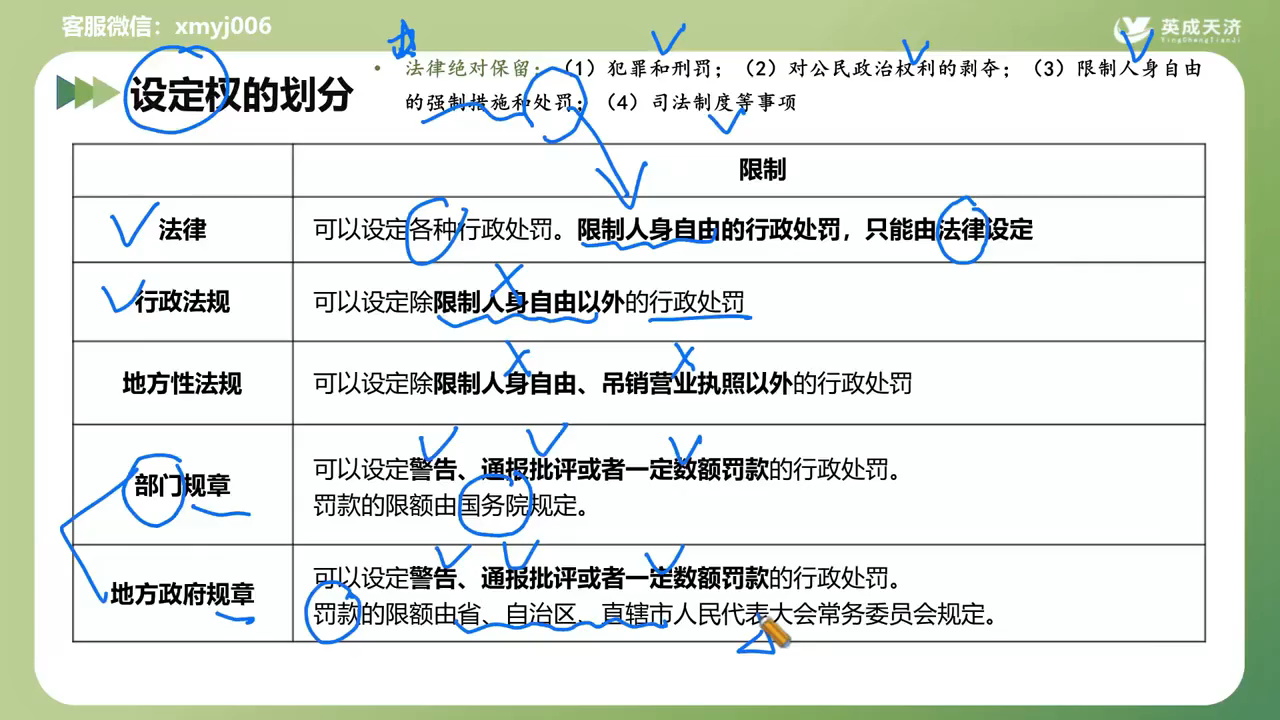 客服微信：xmyj006
英成天济
YingChengTianJi
设定权的划分
• 法律绝对保留：（1）犯罪和刑罚；（2）对公民政治权利的剥夺；（3）限制人身自由
的强制措施和处罚；（4）司法制度等事项
限制
法律
可以设定各种行政处罚。限制人身自由的行政处罚，只能由法律设定
行政法规
可以设定除限制人身自由以外的行政处罚
地方性法规
可以设定除限制人身自由、吊销营业执照以外的行政处罚
部门规章
可以设定警告、通报批评或者一定数额罚款的行政处罚。
罚款的限额由国务院规定。
地方政府规章
可以设定警告、通报批评或者一定数额罚款的行政处罚。
罚款的限额由省、自治区、直辖市人民代表大会常务委员会规定。